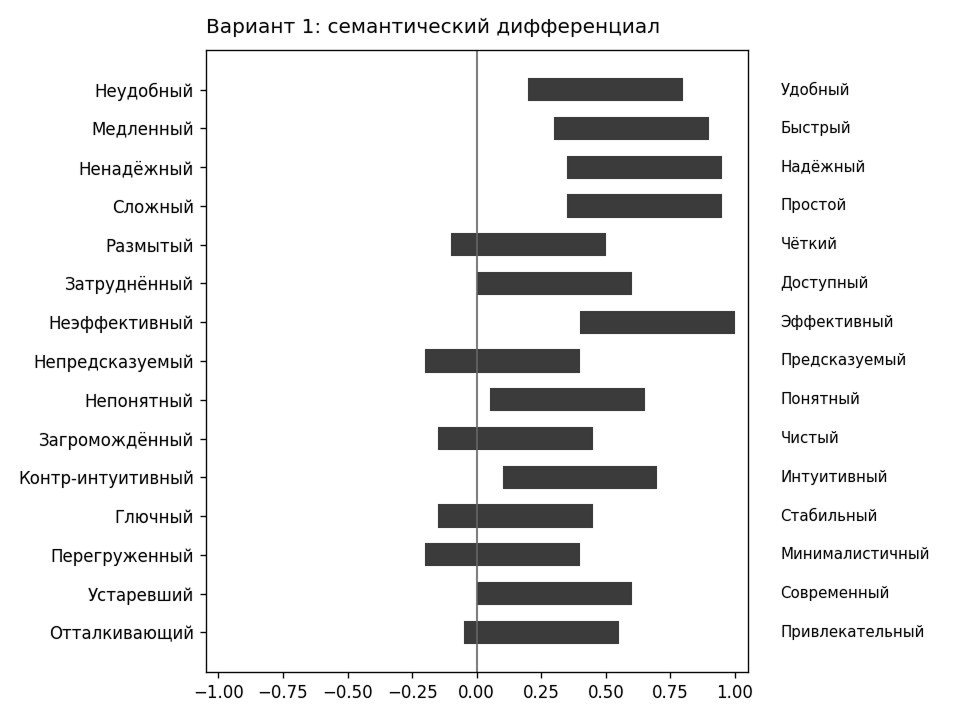 Вариант 1: семантический дифференциал
Неудобный Удобный
Медленный Быстрый
Ненадёжный Надёжный
Сложный Простой
Размытый Чёткий
Затруднённый Доступный
Неэффективный Эффективный
Непредсказуемый Предсказуемый
Непонятный Понятный
Загромождённый Чистый
Контр-интуитивный Интуитивный
Глючный Стабильный
Перегруженный Минималистичный
Устаревший Современный
Отталкивающий Привлекательный
−1.00 −0.75 −0.50 −0.25 0.00 0.25 0.50 0.75 1.00